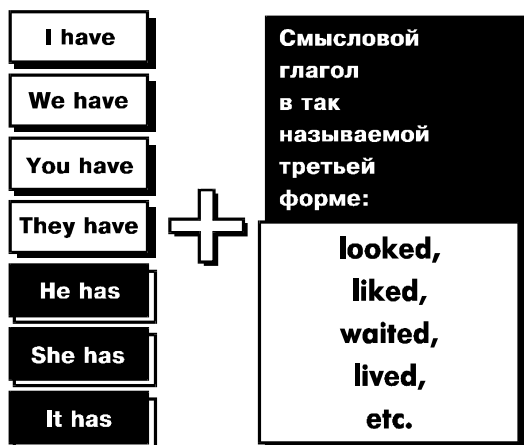 I have
We have
You have
They have
He has
She has
It has
Смысловой
глагол
в так
называемой
третьей
форме:
looked,
liked,
waited,
lived,
etc.